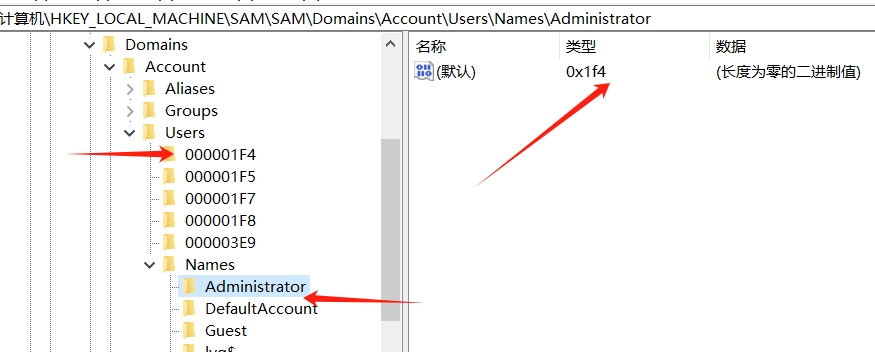 计算机\HKEY_LOCAL_MACHINE\SAM\SAM\Domains\Account\Users\Names\Administrator
Domains
Account
Aliases
Groups
Users
000001F4
000001F5
000001F7
000001F8
000003E9
Names
Administrator
DefaultAccount
Guest
名称 类型 数据
(默认) 0x1f4 (长度为零的二进制值)